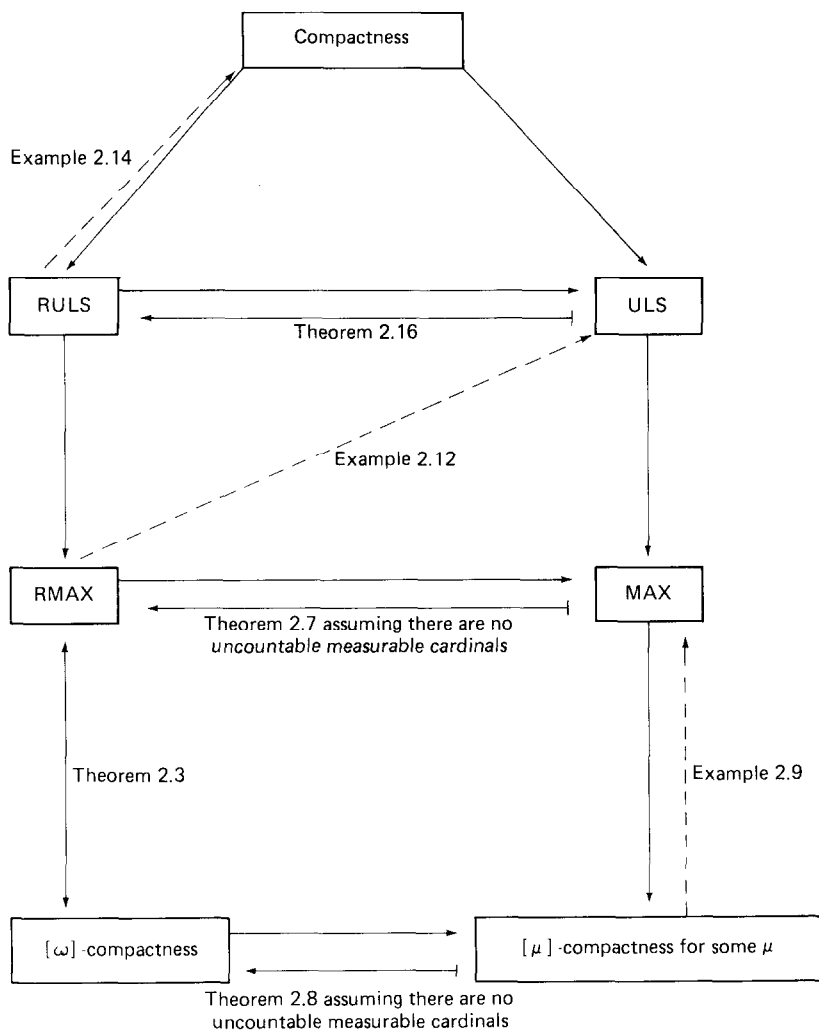 Compactness
Example 2.14
RULS
ULS
Theorem 2.16
Example 2.12
RMAX
MAX
Theorem 2.7 assuming there are no
uncountable measurable cardinals
Theorem 2.3
Example 2.9
[ω]-compactness
[μ]-compactness for some μ
Theorem 2.8 assuming there are no
uncountable measurable cardinals